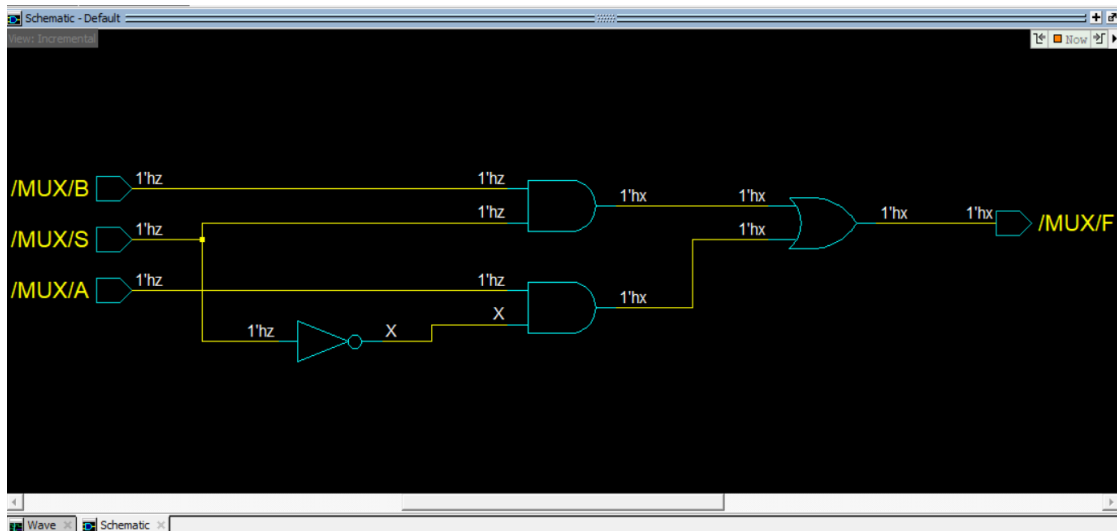 Schematic - Default
View: Incremental
Now
/MUX/B 1'hz 1'hz 1'hx 1'hx
1'hz 1'hx 1'hx /MUX/F
/MUX/S 1'hz 1'hx
/MUX/A 1'hz 1'hz 1'hx
X
1'hz X
Wave Schematic